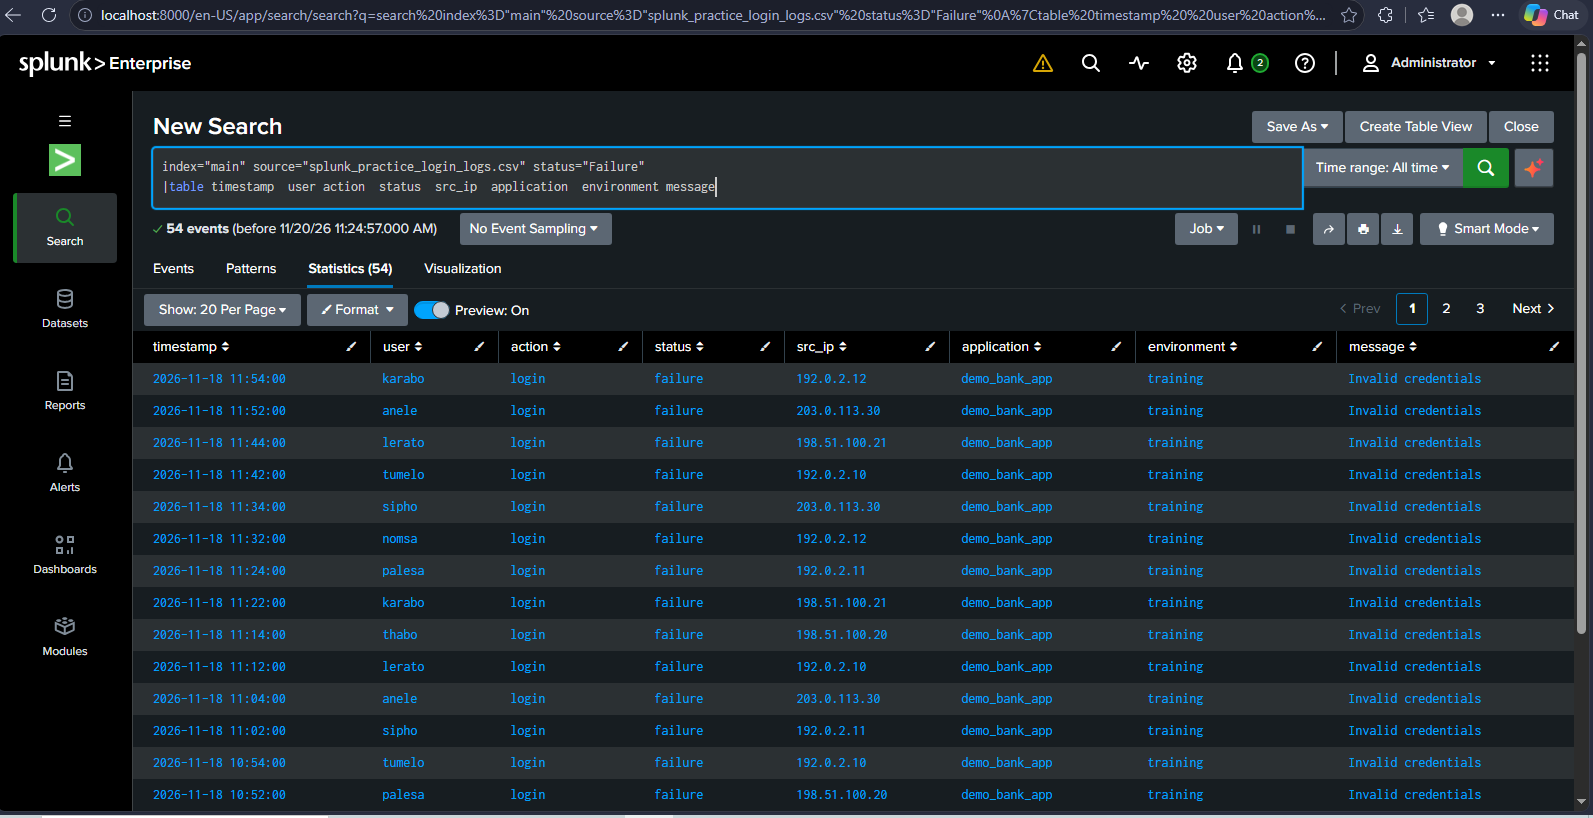 localhost:8000/en-US/app/search/search?q=search%20index%3D"main"%20source%3D"splunk_practice_login_logs.csv"%20status%3D"Failure"%0A%7Ctable%20timestamp%20%20user%20action%...
Chat
splunk> Enterprise
2
Administrator
New Search
Save As
Create Table View
Close
index="main" source="splunk_practice_login_logs.csv" status="Failure"
|table timestamp  user action  status  src_ip  application  environment message
Time range: All time
54 events (before 11/20/26 11:24:57.000 AM)
No Event Sampling
Job
Smart Mode
Search
Datasets
Reports
Alerts
Dashboards
Modules
Events
Patterns
Statistics (54)
Visualization
Show: 20 Per Page
Format
Preview: On
< Prev
1
2
3
Next >
timestamp user action status src_ip application environment message
2026-11-18 11:54:00 karabo login failure 192.0.2.12 demo_bank_app training Invalid credentials
2026-11-18 11:52:00 anele login failure 203.0.113.30 demo_bank_app training Invalid credentials
2026-11-18 11:44:00 lerato login failure 198.51.100.21 demo_bank_app training Invalid credentials
2026-11-18 11:42:00 tumelo login failure 192.0.2.10 demo_bank_app training Invalid credentials
2026-11-18 11:34:00 sipho login failure 203.0.113.30 demo_bank_app training Invalid credentials
2026-11-18 11:32:00 nomsa login failure 192.0.2.12 demo_bank_app training Invalid credentials
2026-11-18 11:24:00 palesa login failure 192.0.2.11 demo_bank_app training Invalid credentials
2026-11-18 11:22:00 karabo login failure 198.51.100.21 demo_bank_app training Invalid credentials
2026-11-18 11:14:00 thabo login failure 198.51.100.20 demo_bank_app training Invalid credentials
2026-11-18 11:12:00 lerato login failure 192.0.2.10 demo_bank_app training Invalid credentials
2026-11-18 11:04:00 anele login failure 203.0.113.30 demo_bank_app training Invalid credentials
2026-11-18 11:02:00 sipho login failure 192.0.2.11 demo_bank_app training Invalid credentials
2026-11-18 10:54:00 tumelo login failure 192.0.2.10 demo_bank_app training Invalid credentials
2026-11-18 10:52:00 palesa login failure 198.51.100.20 demo_bank_app training Invalid credentials